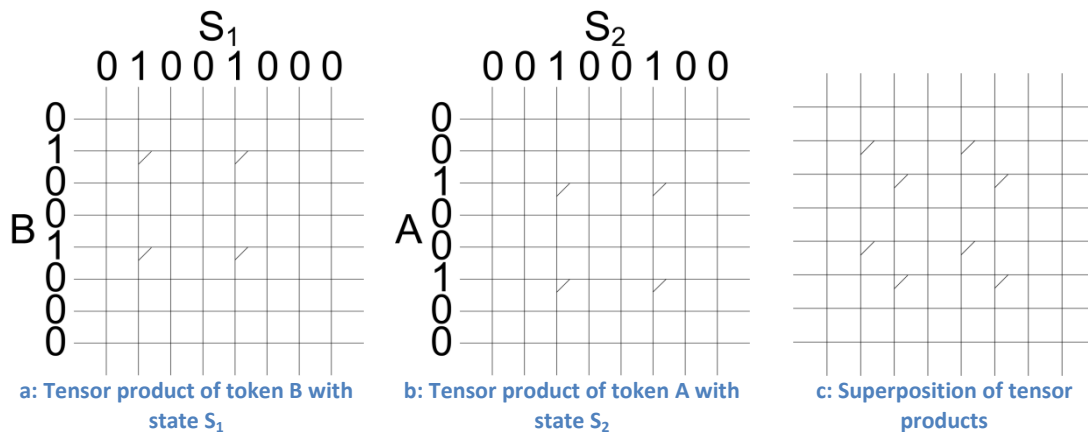 S₁
0 1 0 0 1 0 0 0
B
0
1
0
0
1
0
0
0
a: Tensor product of token B with
state S₁
S₂
0 0 1 0 0 1 0 0
A
0
0
1
0
0
1
0
0
b: Tensor product of token A with
state S₂
c: Superposition of tensor
products